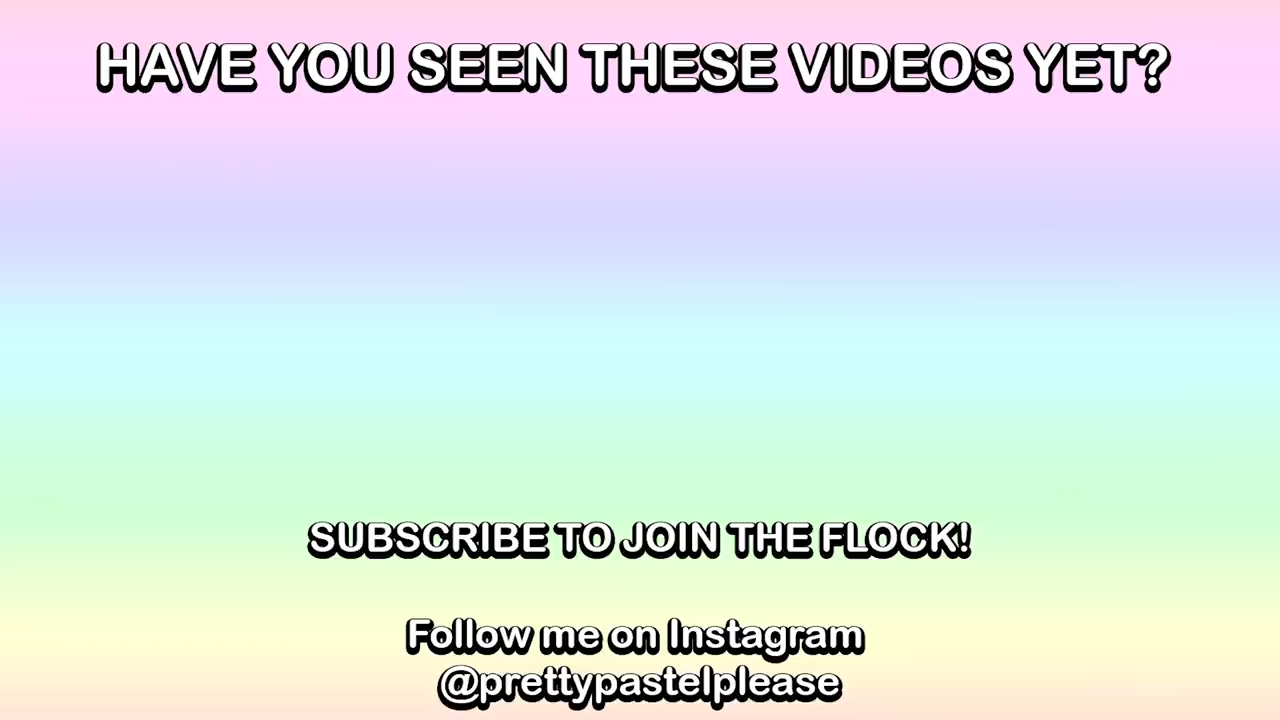 HAVE YOU SEEN THESE VIDEOS YET?
SUBSCRIBE TO JOIN THE FLOCK!
Follow me on Instagram
@prettypastelplease